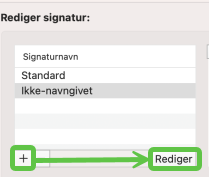 Rediger signatur:
Signaturnavn
Standard
Ikke-navngivet
+ Rediger